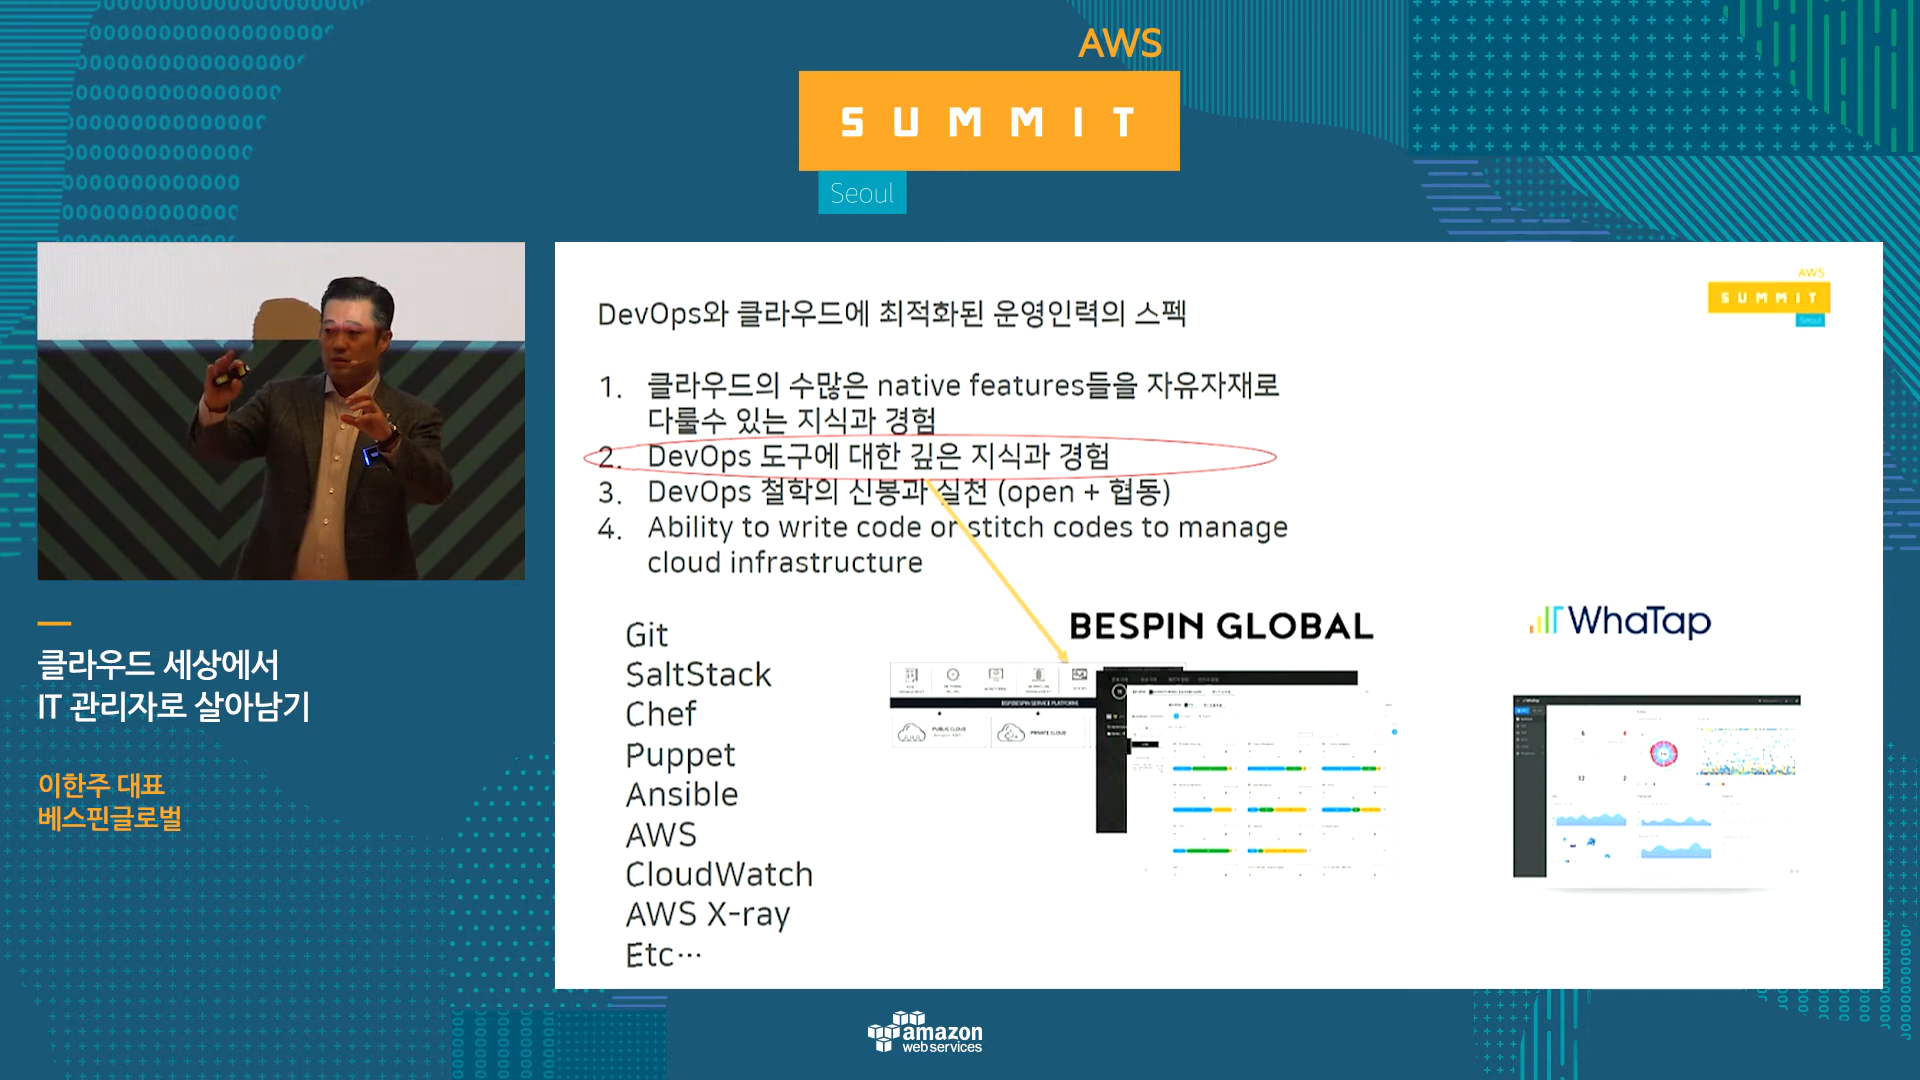 AWS
SUMMIT
Seoul
AWS
SUMMIT
Seoul
DevOps와 클라우드에 최적화된 운영인력의 스펙
1. 클라우드의 수많은 native features들을 자유자재로
다룰수 있는 지식과 경험
2. DevOps 도구에 대한 깊은 지식과 경험
3. DevOps 철학의 신봉과 실천 (open + 협동)
4. Ability to write code or stitch codes to manage
cloud infrastructure
Git
SaltStack
Chef
Puppet
Ansible
AWS
CloudWatch
AWS X-ray
Etc…
BESPIN GLOBAL
PUBLIC CLOUD
PRIVATE CLOUD
WhaTap
클라우드 세상에서
IT 관리자로 살아남기
이한주 대표
베스핀글로벌
amazon
web services